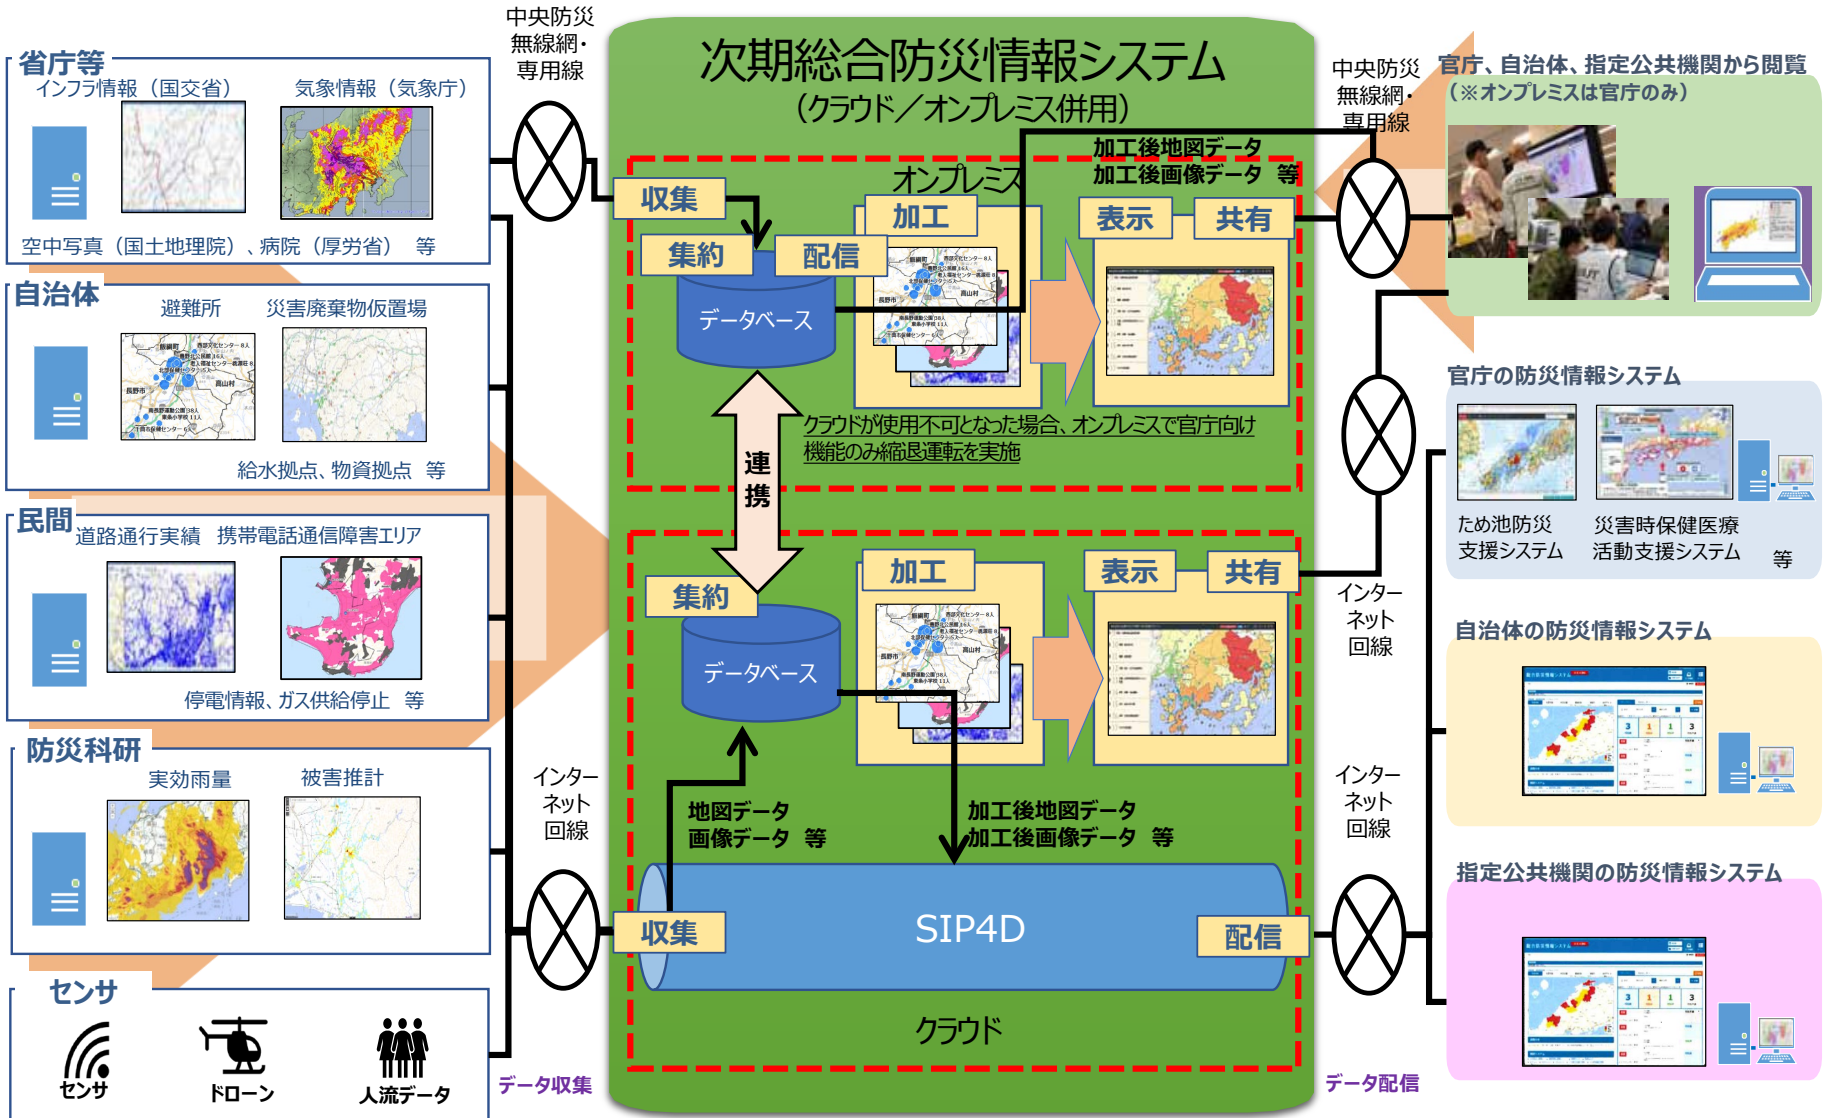 省庁等
インフラ情報（国交省）
気象情報（気象庁）
空中写真（国土地理院）、病院（厚労省）　等
自治体
避難所
災害廃棄物仮置場
給水拠点、物資拠点　等
民間
道路通行実績
携帯電話通信障害エリア
停電情報、ガス供給停止　等
防災科研
実効雨量
被害推計
センサ
センサ
ドローン
人流データ
中央防災
無線網・
専用線
インター
ネット
回線
データ収集
次期総合防災情報システム
（クラウド／オンプレミス併用）
オンプレミス
加工後地図データ
加工後画像データ　等
収集
集約
配信
加工
表示
共有
データベース
クラウドが使用不可となった場合、オンプレミスで官庁向け
機能のみ縮退運転を実施
連
携
集約
加工
表示
共有
データベース
地図データ
画像データ　等
加工後地図データ
加工後画像データ　等
収集
SIP4D
配信
クラウド
中央防災
無線網・
専用線
インター
ネット
回線
インター
ネット
回線
データ配信
官庁、自治体、指定公共機関から閲覧
（※オンプレミスは官庁のみ）
官庁の防災情報システム
ため池防災
支援システム
災害時保健医療
活動支援システム
等
自治体の防災情報システム
3 1 1 3
指定公共機関の防災情報システム
3 1 1 3